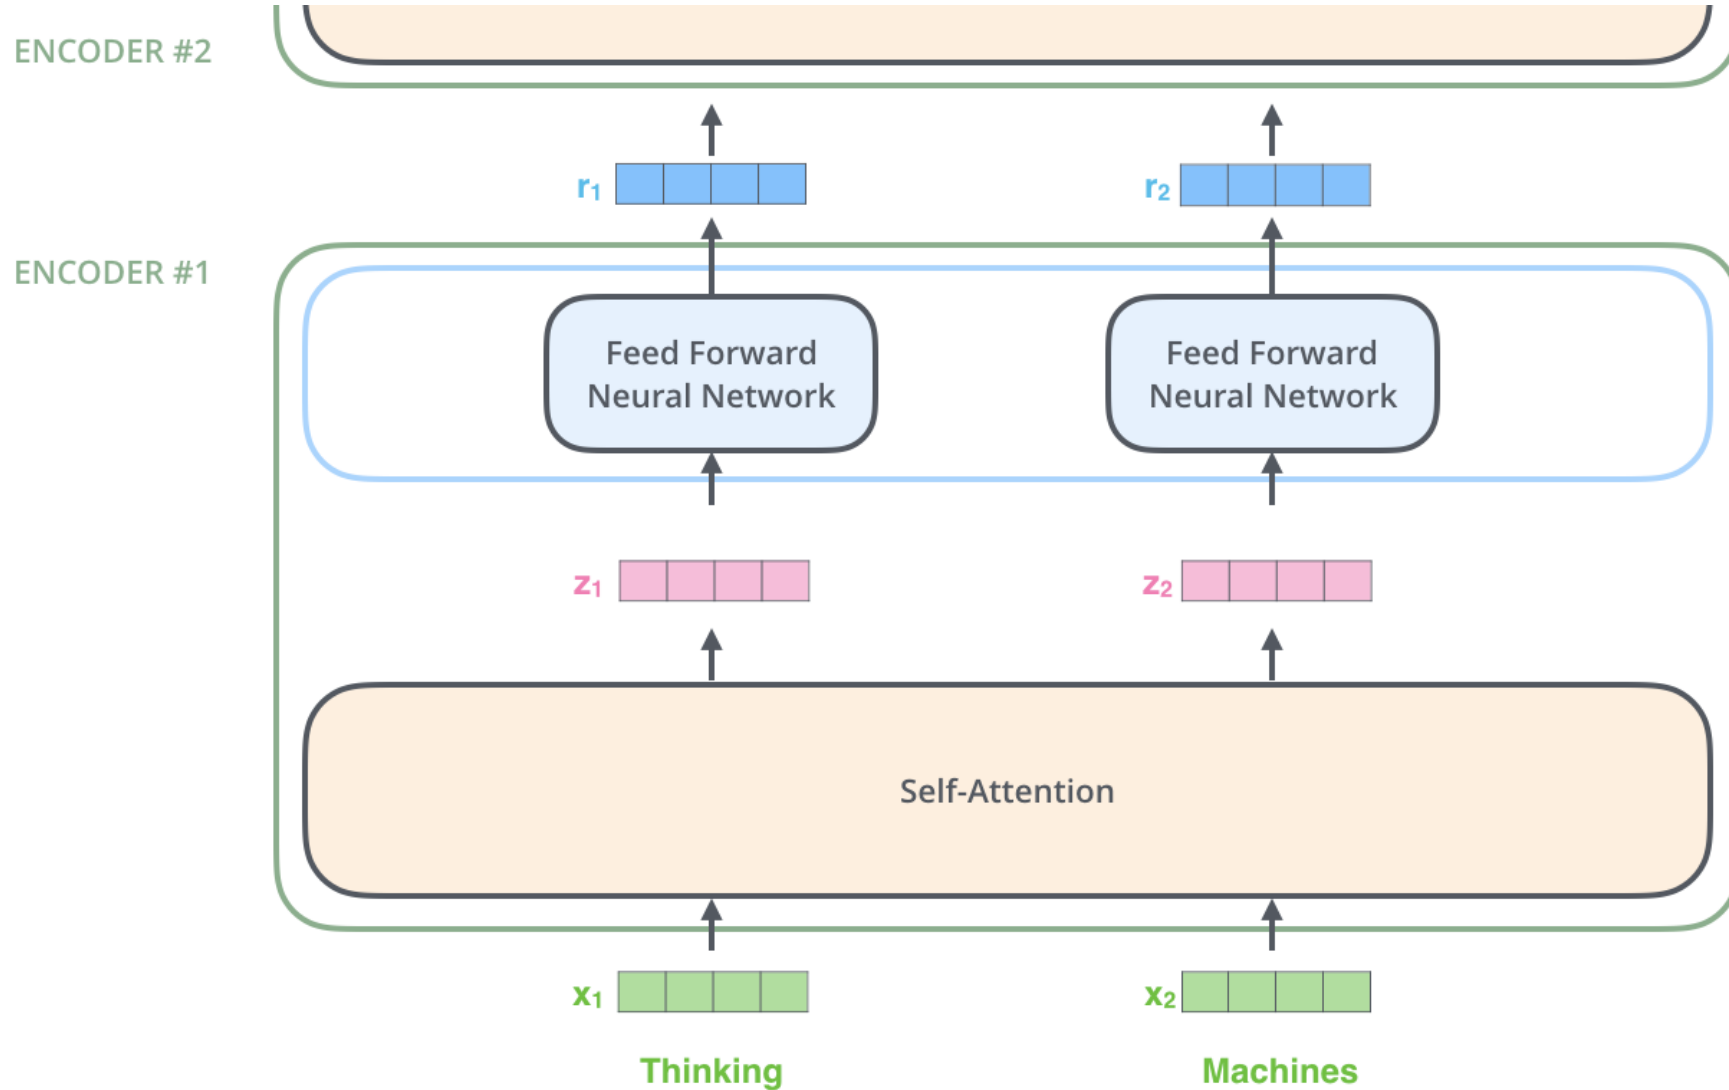 ENCODER #2
r1
r2
ENCODER #1
Feed Forward
Neural Network
Feed Forward
Neural Network
z1
z2
Self-Attention
x1
x2
Thinking
Machines